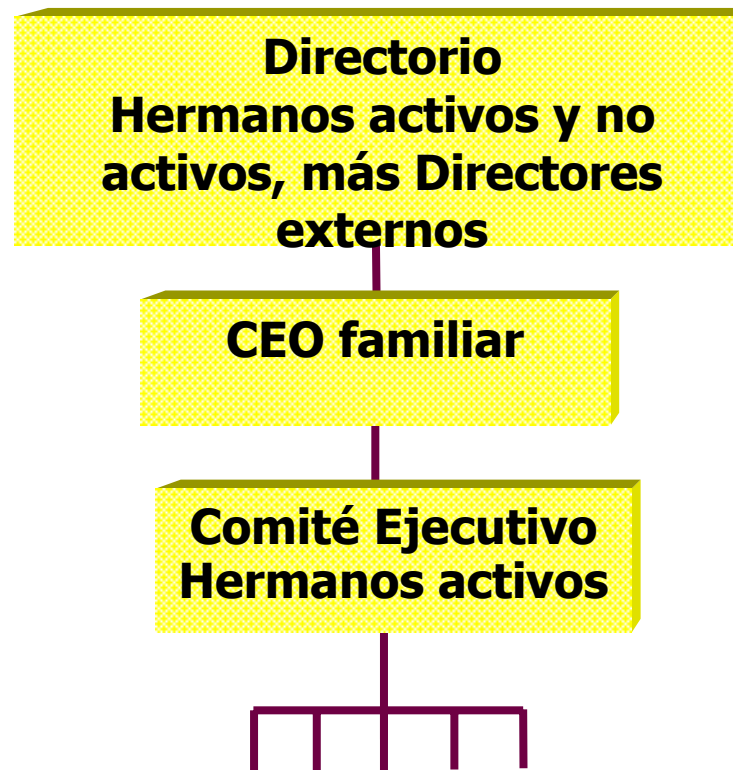 Directorio
Hermanos activos y no
activos, más Directores
externos
CEO familiar
Comité Ejecutivo
Hermanos activos